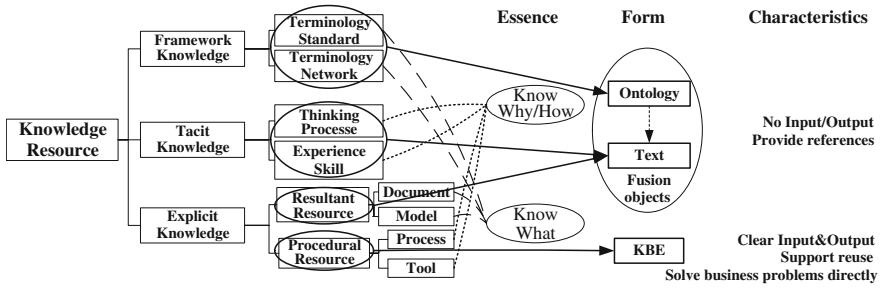 Essence
Form
Characteristics
Knowledge
Resource
Framework
Knowledge
Tacit
Knowledge
Explicit
Knowledge
Terminology
Standard
Terminology
Network
Thinking
Processe
Experience
Skill
Resultant
Resource
Procedural
Resource
Document
Model
Process
Tool
Know
Why/How
Know
What
Ontology
Text
Fusion
objects
KBE
No Input/Output
Provide references
Clear Input&Output
Support reuse
Solve business problems directly